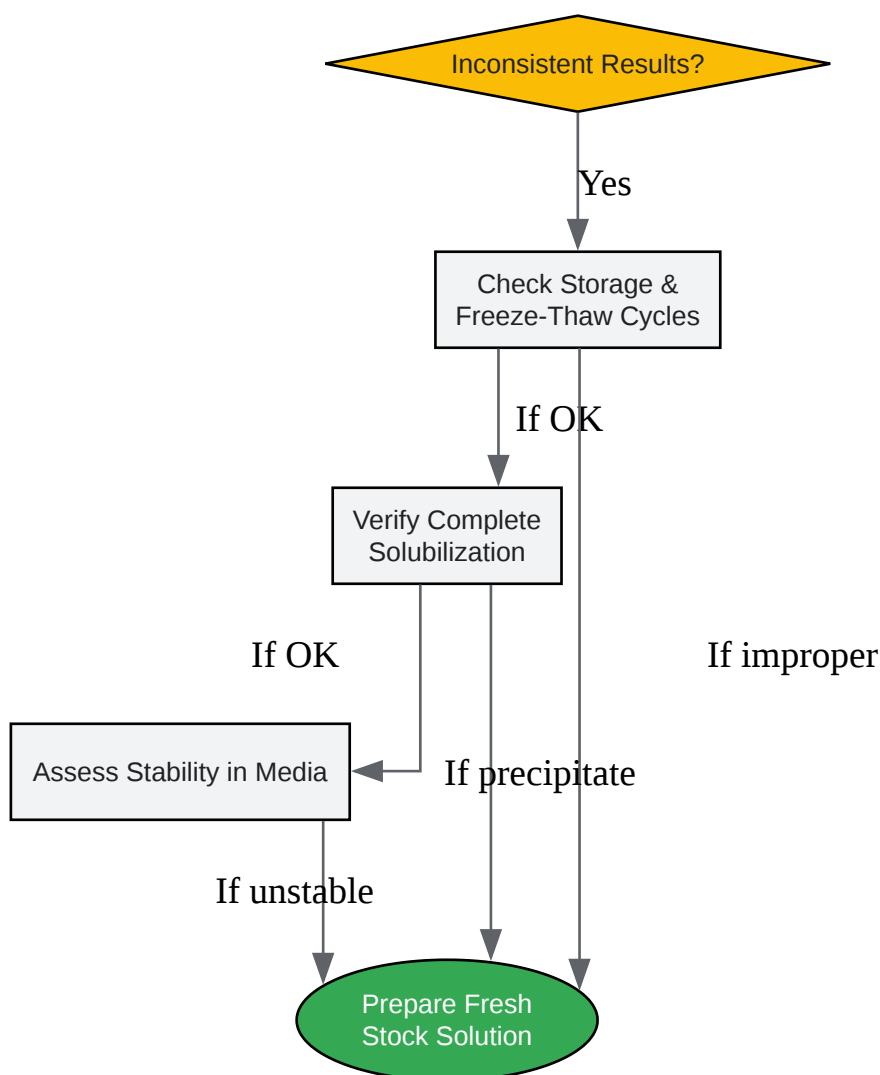 Inconsistent Results?
Yes
Check Storage &
Freeze-Thaw Cycles
If OK
Verify Complete
Solubilization
If OK
If improper
Assess Stability in Media
If precipitate
If unstable
Prepare Fresh
Stock Solution